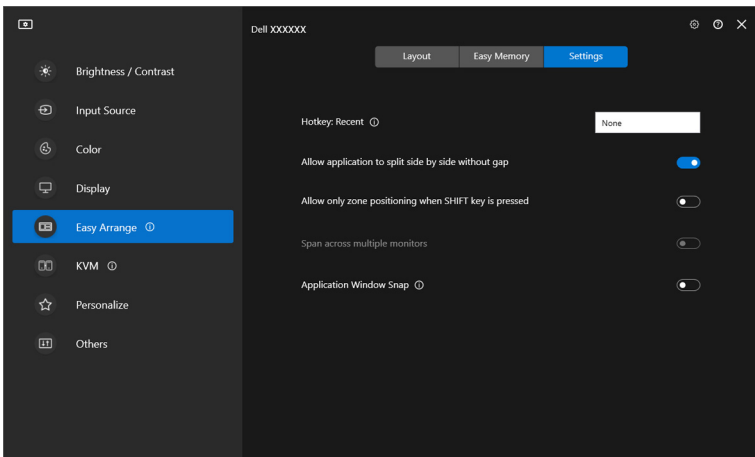 Dell XXXXXX
Layout
Easy Memory
Settings
Brightness / Contrast
Input Source
Color
Display
Easy Arrange
KVM
Personalize
Others
Hotkey: Recent
None
Allow application to split side by side without gap
Allow only zone positioning when SHIFT key is pressed
Span across multiple monitors
Application Window Snap